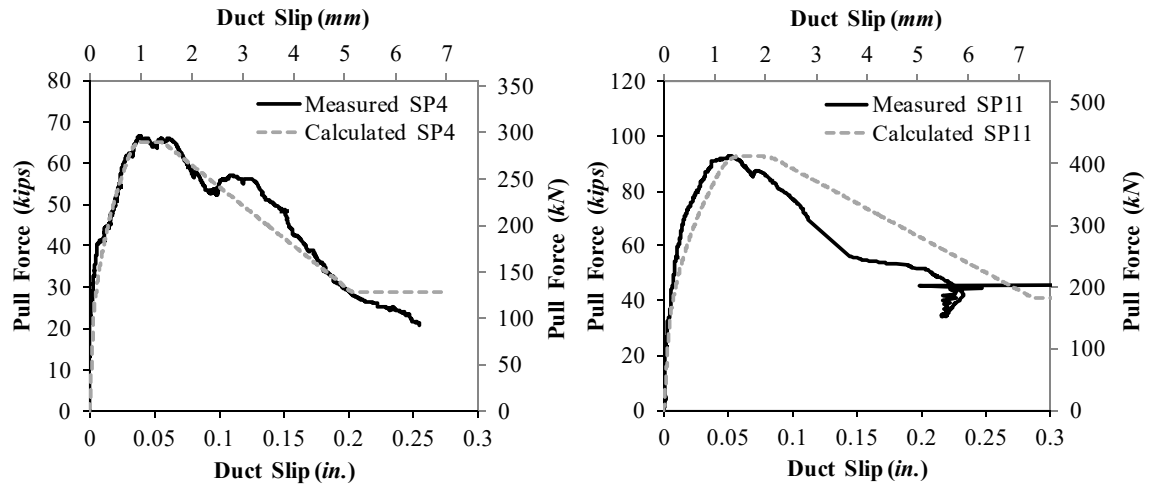 Duct Slip (mm)
0 1 2 3 4 5 6 7
80
70
60
50
40
30
20
10
0
Pull Force (kips)
Measured SP4
Calculated SP4
350
300
250
200
150
100
50
0
Pull Force (kN)
0 0.05 0.1 0.15 0.2 0.25 0.3
Duct Slip (in.)
Duct Slip (mm)
0 1 2 3 4 5 6 7
120
100
80
60
40
20
0
Pull Force (kips)
Measured SP11
Calculated SP11
500
400
300
200
100
0
Pull Force (kN)
0 0.05 0.1 0.15 0.2 0.25 0.3
Duct Slip (in.)